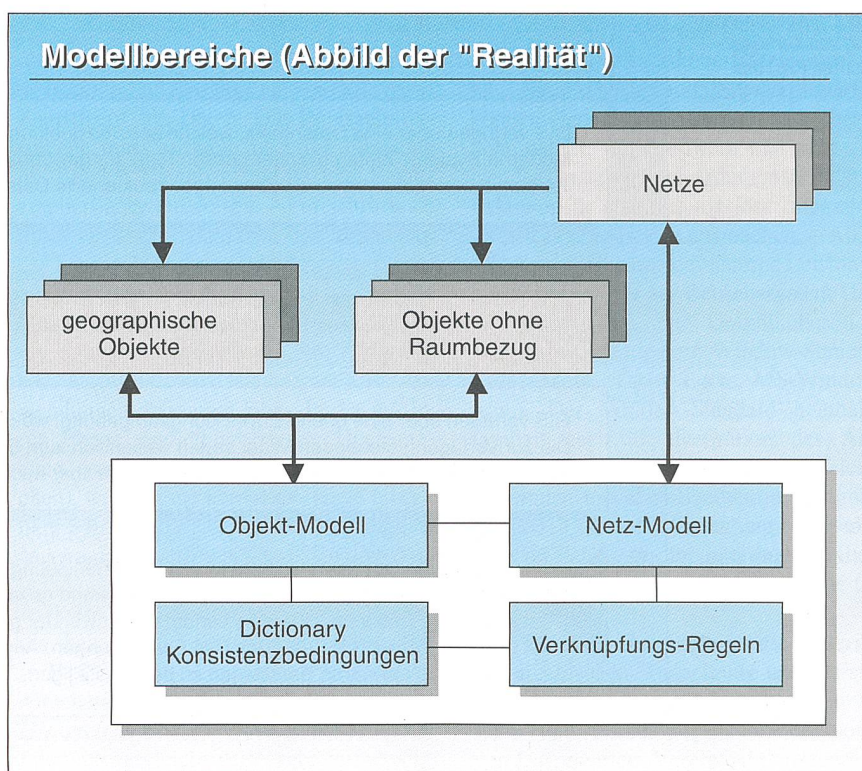 Modellbereiche (Abbild der "Realität")
Netze
geographische
Objekte
Objekte ohne
Raumbezug
Objekt-Modell
Netz-Modell
Dictionary
Konsistenzbedingungen
Verknüpfungs-Regeln